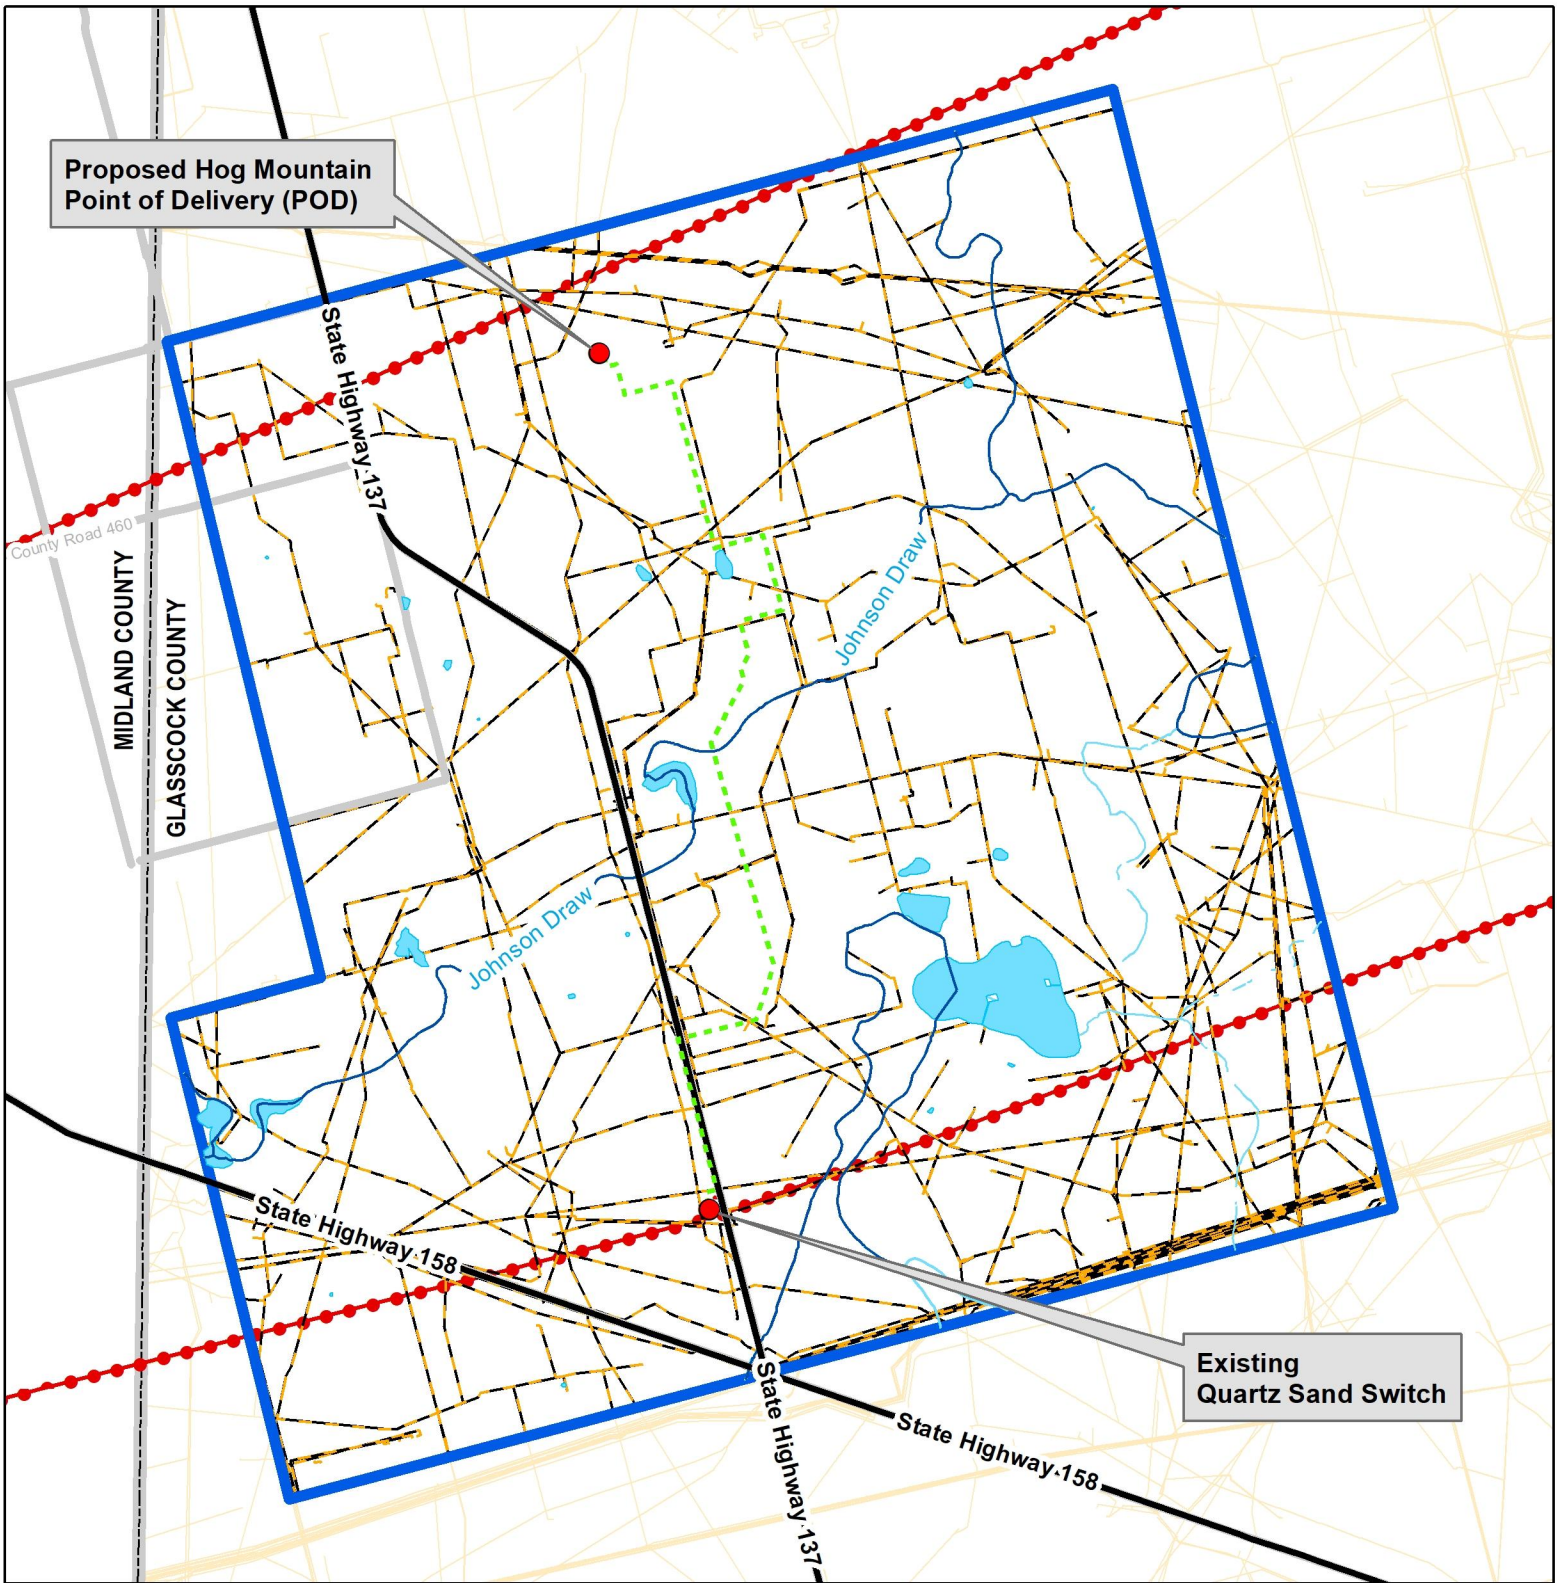 Proposed Hog Mountain
Point of Delivery (POD)
State Highway 137
County Road 460
MIDLAND COUNTY
GLASSCOCK COUNTY
Johnson Draw
Johnson Draw
State Highway 158
Existing
Quartz Sand Switch
State Highway 137
State Highway 158